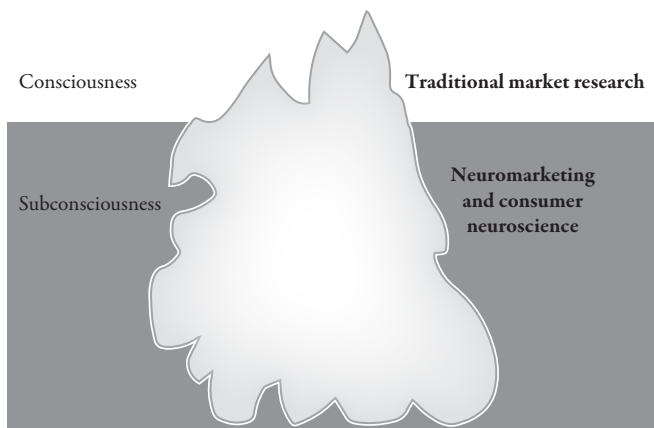 Consciousness
Traditional market research
Neuromarketing
and consumer
neuroscience
Subconsciousness